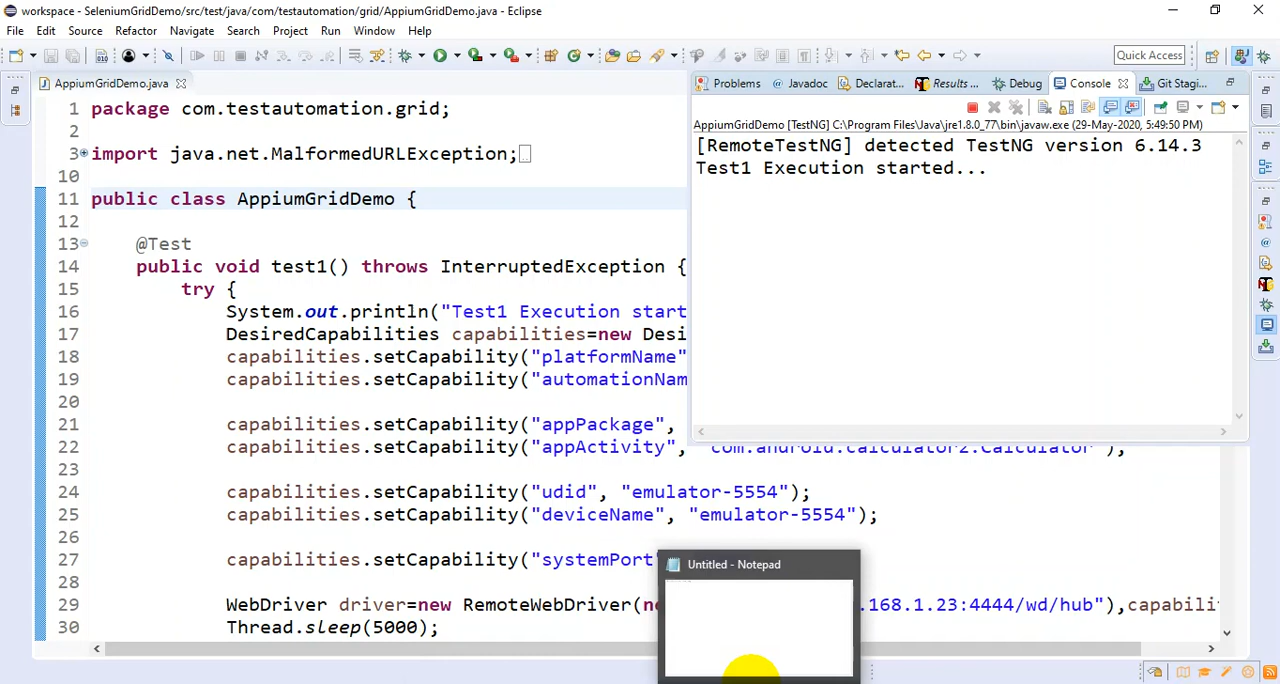 workspace - SeleniumGridDemo/src/test/java/com/testautomation/grid/AppiumGridDemo.java - Eclipse
File Edit Source Refactor Navigate Search Project Run Window Help
Quick Access
AppiumGridDemo.java
Problems Javadoc Declarat... Results ... Debug Console Git Stagi...
AppiumGridDemo [TestNG] C:\Program Files\Java\jre1.8.0_77\bin\javaw.exe (29-May-2020, 5:49:50 PM)
[RemoteTestNG] detected TestNG version 6.14.3
Test1 Execution started...
1 package com.testautomation.grid;
2
3 import java.net.MalformedURLException;
10
11 public class AppiumGridDemo {
12
13 @Test
14 public void test1() throws InterruptedException {
15 try {
16 System.out.println("Test1 Execution start
17 DesiredCapabilities capabilities=new Desi
18 capabilities.setCapability("platformName"
19 capabilities.setCapability("automationNam
20
21 capabilities.setCapability("appPackage",
22 capabilities.setCapability("appActivity", "com.android.calculator2.Calculator");
23
24 capabilities.setCapability("udid", "emulator-5554");
25 capabilities.setCapability("deviceName", "emulator-5554");
26
27 capabilities.setCapability("systemPort
28
29 WebDriver driver=new RemoteWebDriver(ne .168.1.23:4444/wd/hub"),capabili
30 Thread.sleep(5000);
Untitled - Notepad